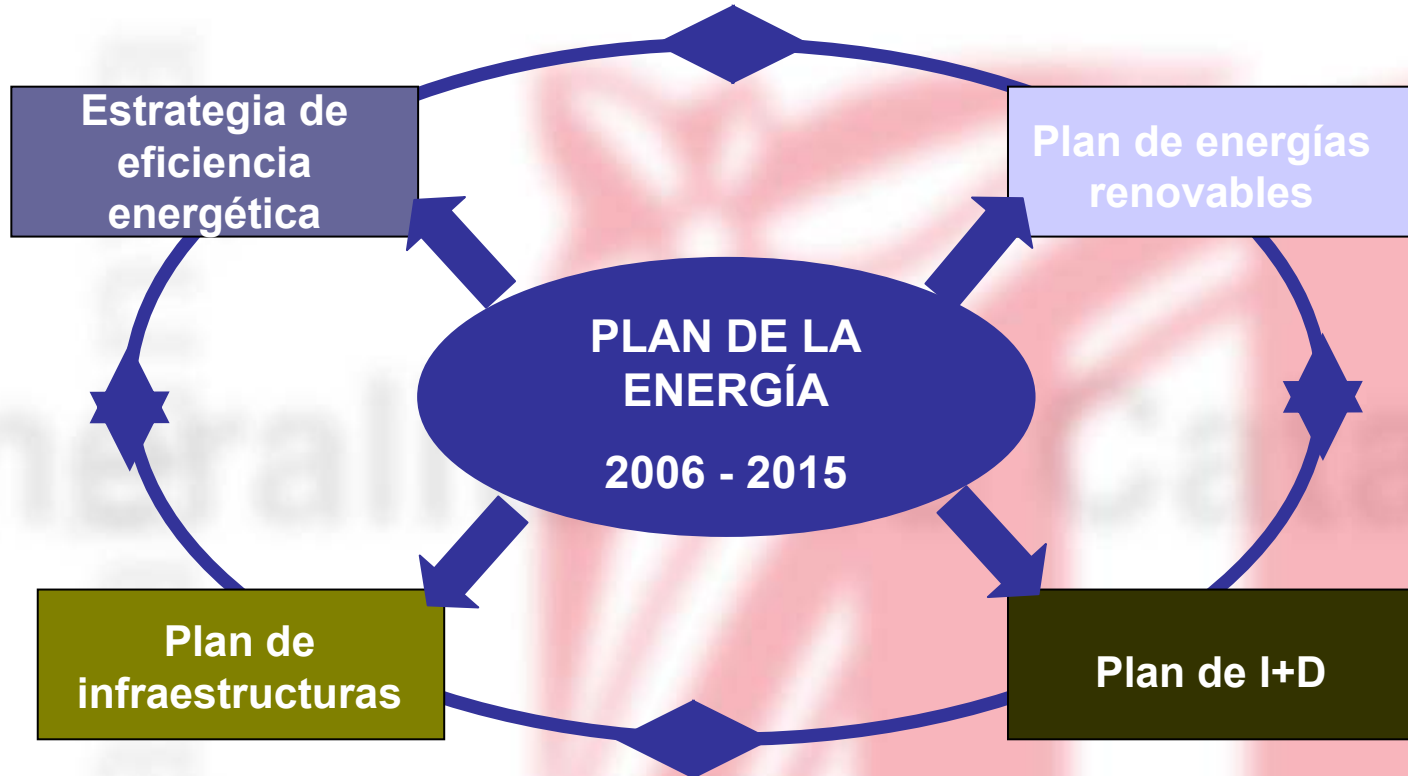 Estrategia de
eficiencia
energética
Plan de energías
renovables
PLAN DE LA
ENERGÍA
2006 - 2015
Plan de
infraestructuras
Plan de I+D